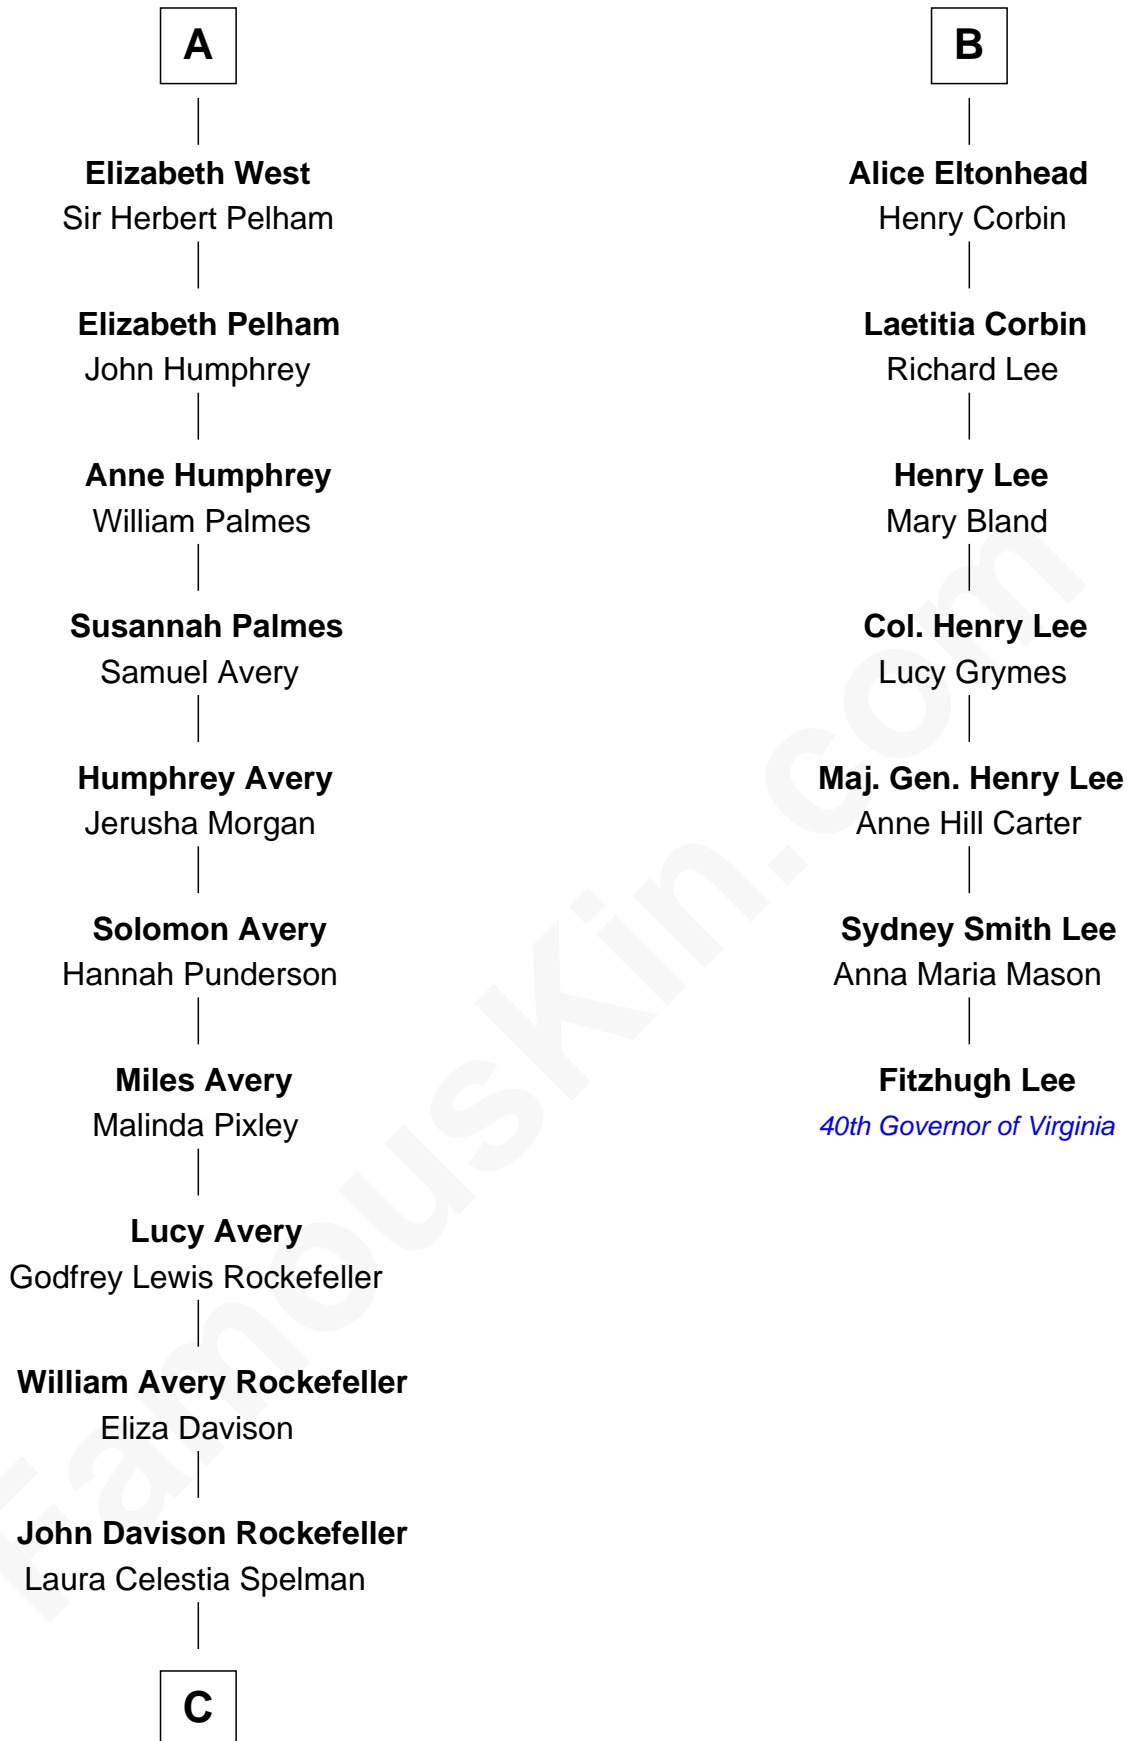 A
Elizabeth West
Sir Herbert Pelham
Elizabeth Pelham
John Humphrey
Anne Humphrey
William Palmes
Susannah Palmes
Samuel Avery
Humphrey Avery
Jerusha Morgan
Solomon Avery
Hannah Punderson
Miles Avery
Malinda Pixley
Lucy Avery
Godfrey Lewis Rockefeller
William Avery Rockefeller
Eliza Davison
John Davison Rockefeller
Laura Celestia Spelman
C
B
Alice Eltonhead
Henry Corbin
Laetitia Corbin
Richard Lee
Henry Lee
Mary Bland
Col. Henry Lee
Lucy Grymes
Maj. Gen. Henry Lee
Anne Hill Carter
Sydney Smith Lee
Anna Maria Mason
Fitzhugh Lee
40th Governor of Virginia
FamousKin.com